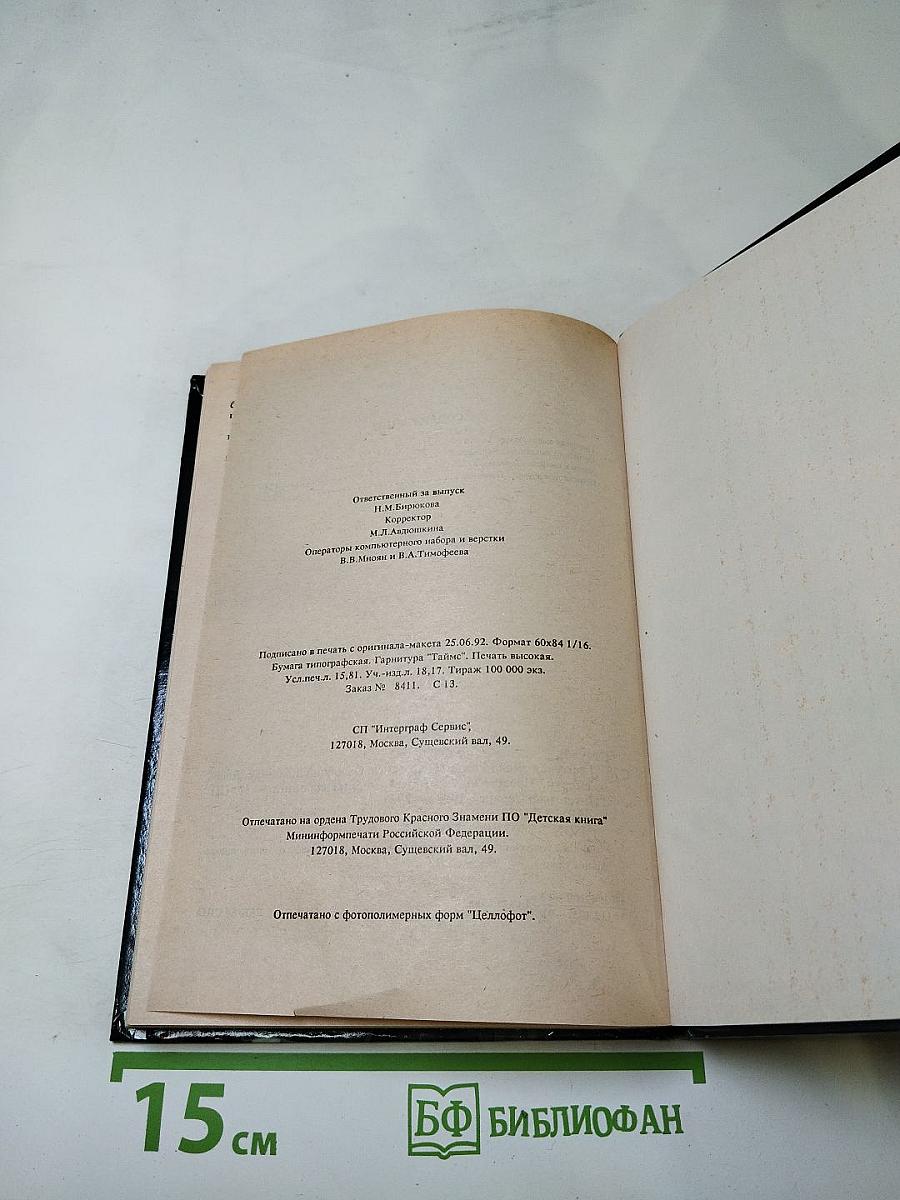 Ответственный за выпуск
Н.М.Бирюкова
Корректор
М.Л.Авдюшкина
Операторы компьютерного набора и верстки
В.В.Мноян и В.А.Тимофеева
Подписано в печать с оригинала-макета 25.06.92. Формат 60х84 1/16.
Бумага типографская. Гарнитура "Таймс". Печать высокая.
Усл.печ.л. 15,81. Уч.-изд.л. 18,17. Тираж 100 000 экз.
Заказ № 8411. С 13.
СП "Интерграф Сервис",
127018, Москва, Сущевский вал, 49.
Отпечатано на ордена Трудового Красного Знамени ПО "Детская книга"
Мининформпечати Российской Федерации.
127018, Москва, Сущевский вал, 49.
Отпечатано с фотополимерных форм "Целлофот".
15 см
БФ БИБЛИОФАН